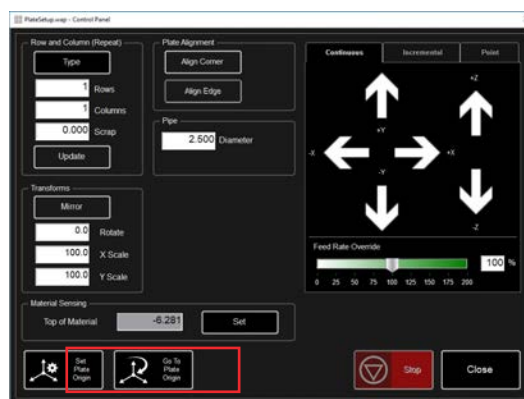 PlateSetup.wap - Control Panel
Row and Column (Repeat)
Type
1 Rows
1 Columns
0.000 Scrap
Update
Plate Alignment
Align Corner
Align Edge
Pipe
2.500 Diameter
Transforms
Mirror
0.0 Rotate
100.0 X Scale
100.0 Y Scale
Material Sensing
Top of Material -6.281 Set
Set
Plate
Origin
Go To
Plate
Origin
Continuous Incremental Point
+Z
+Y
-X +X
-Y
-Z
Feed Rate Override
100 %
0 25 50 75 100 125 150 175 200
Stop
Close